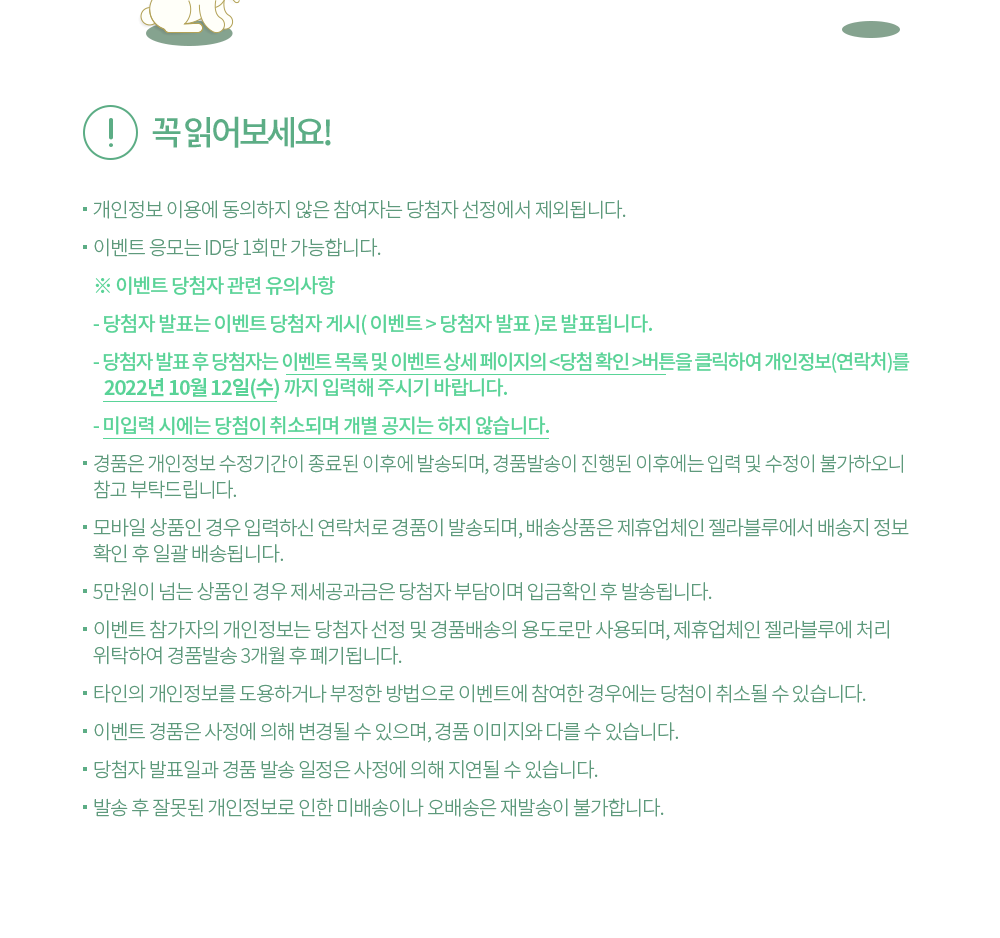 ! 꼭 읽어보세요!
▪ 개인정보 이용에 동의하지 않은 참여자는 당첨자 선정에서 제외됩니다.
▪ 이벤트 응모는 ID당 1회만 가능합니다.
※ 이벤트 당첨자 관련 유의사항
- 당첨자 발표는 이벤트 당첨자 게시( 이벤트 > 당첨자 발표 )로 발표됩니다.
- 당첨자 발표 후 당첨자는 이벤트 목록 및 이벤트 상세 페이지의 <당첨 확인 >버튼을 클릭하여 개인정보(연락처)를
2022년 10월 12일(수) 까지 입력해 주시기 바랍니다.
- 미입력 시에는 당첨이 취소되며 개별 공지는 하지 않습니다.
▪ 경품은 개인정보 수정기간이 종료된 이후에 발송되며, 경품발송이 진행된 이후에는 입력 및 수정이 불가하오니
참고 부탁드립니다.
▪ 모바일 상품인 경우 입력하신 연락처로 경품이 발송되며, 배송상품은 제휴업체인 젤라블루에서 배송지 정보
확인 후 일괄 배송됩니다.
▪ 5만원이 넘는 상품인 경우 제세공과금은 당첨자 부담이며 입금확인 후 발송됩니다.
▪ 이벤트 참가자의 개인정보는 당첨자 선정 및 경품배송의 용도로만 사용되며, 제휴업체인 젤라블루에 처리
위탁하여 경품발송 3개월 후 폐기됩니다.
▪ 타인의 개인정보를 도용하거나 부정한 방법으로 이벤트에 참여한 경우에는 당첨이 취소될 수 있습니다.
▪ 이벤트 경품은 사정에 의해 변경될 수 있으며, 경품 이미지와 다를 수 있습니다.
▪ 당첨자 발표일과 경품 발송 일정은 사정에 의해 지연될 수 있습니다.
▪ 발송 후 잘못된 개인정보로 인한 미배송이나 오배송은 재발송이 불가합니다.